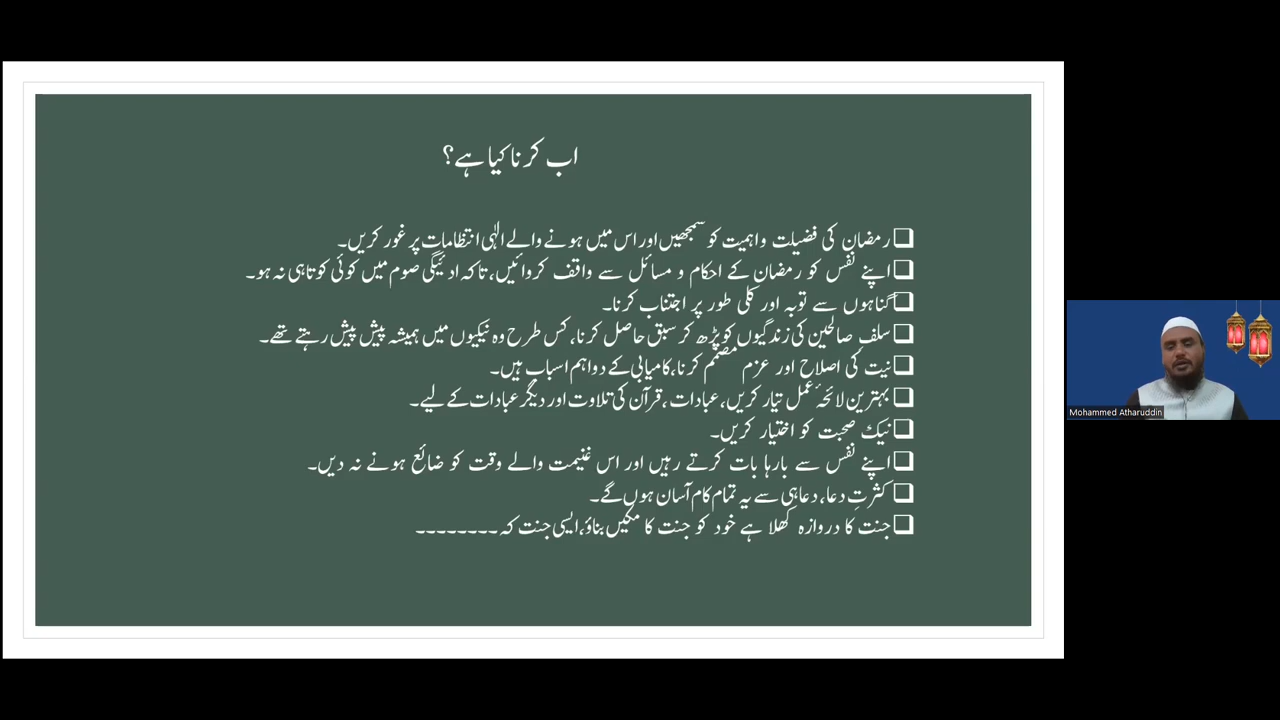 اب کرنا کیا ہے؟
رمضان کی فضیلت واہمیت کو سمجھیں اور اس میں ہونے والے الٰہی انتظامات پر غور کریں۔
اپنے نفس کو رمضان کے احکام و مسائل سے واقف کروائیں، تاکہ ادئیگی صوم میں کوئی کوتاہی نہ ہو۔
گناہوں سے توبہ اور کلی طور پر اجتناب کرنا۔
سلفِ صالحین کی زندگیوں کو پڑھ کر سبق حاصل کرنا، کس طرح وہ نیکیوں میں ہمیشہ پیش پیش رہتے تھے۔
نیت کی اصلاح اور عزم مصمم کرنا، کامیابی کے دو اہم اسباب ہیں۔
بہترین لائحۂ عمل تیار کریں، عبادات ، قرآن کی تلاوت اور دیگر عبادات کے لیے۔
نیک صحبت کو اختیار کریں۔
اپنے نفس سے بارہا بات کرتے رہیں اور اس غنیمت والے وقت کو ضائع ہونے نہ دیں۔
کثرتِ دعا، دعا ہی سے یہ تمام کام آسان ہوں گے۔
جنت کا دروازہ کھلا ہے خود کو جنت کا مکیں بناؤ، ایسی جنت کہ --------
Mohammed Atharuddin